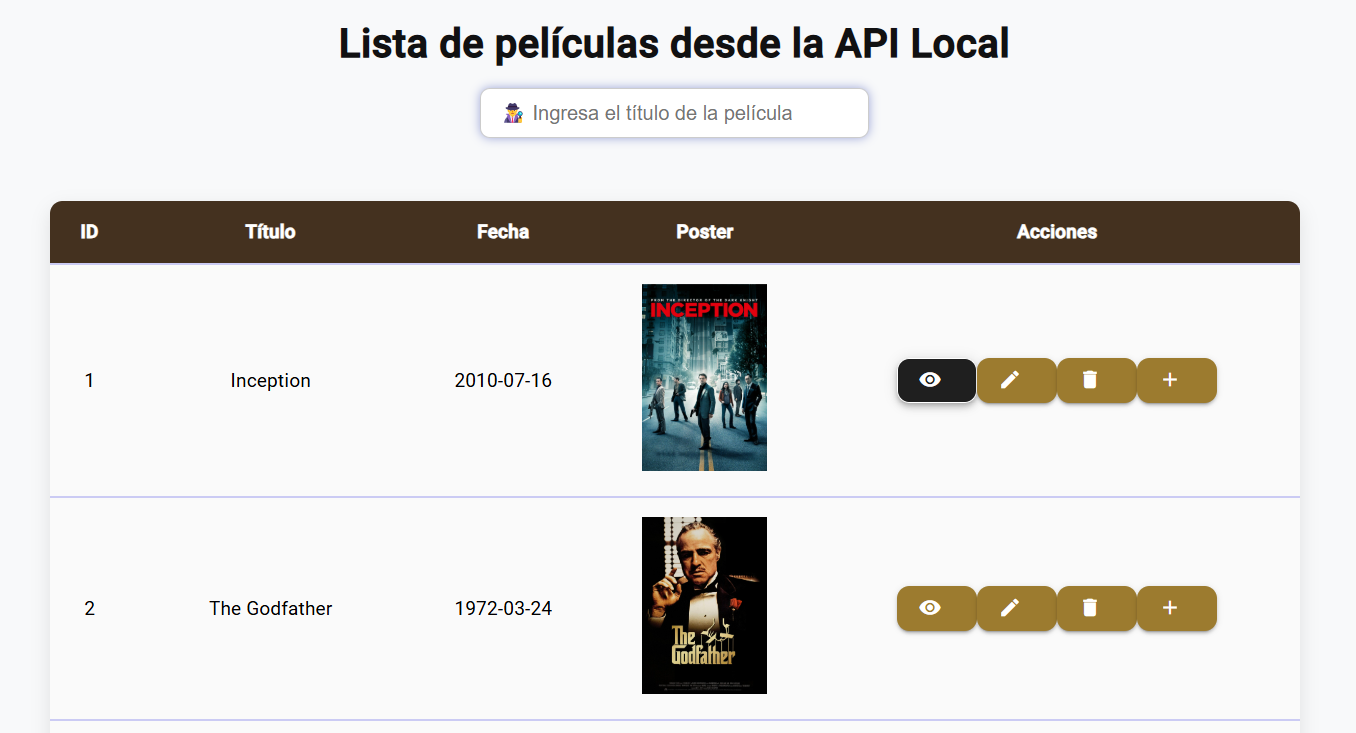 Lista de películas desde la API Local
Ingresa el título de la película
ID Título Fecha Poster Acciones
FROM THE DIRECTOR OF THE DARK KNIGHT
INCEPTION
1 Inception 2010-07-16
The
Godfather
2 The Godfather 1972-03-24